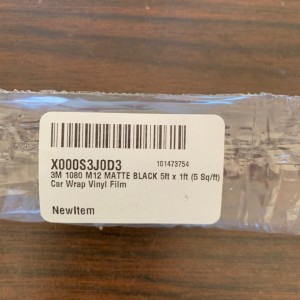 X000S3J0D3 101473754
3M 1080 M12 MATTE BLACK 5ft x 1ft (5 Sq/ft)
Car Wrap Vinyl Film
NewItem